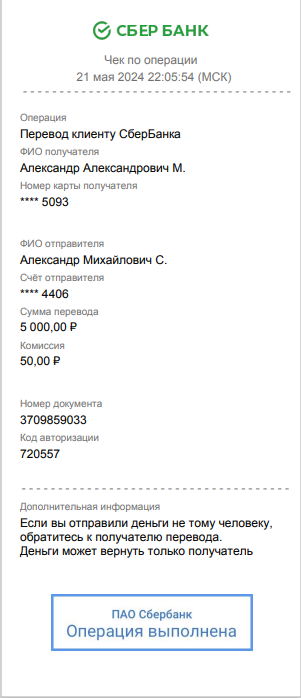 СБЕР БАНК
Чек по операции
21 мая 2024 22:05:54 (МСК)
Операция
Перевод клиенту СберБанка
ФИО получателя
Александр Александрович М.
Номер карты получателя
**** 5093
ФИО отправителя
Александр Михайлович С.
Счёт отправителя
**** 4406
Сумма перевода
5 000,00 ₽
Комиссия
50,00 ₽
Номер документа
3709859033
Код авторизации
720557
Дополнительная информация
Если вы отправили деньги не тому человеку,
обратитесь к получателю перевода.
Деньги может вернуть только получатель
ПАО Сбербанк
Операция выполнена